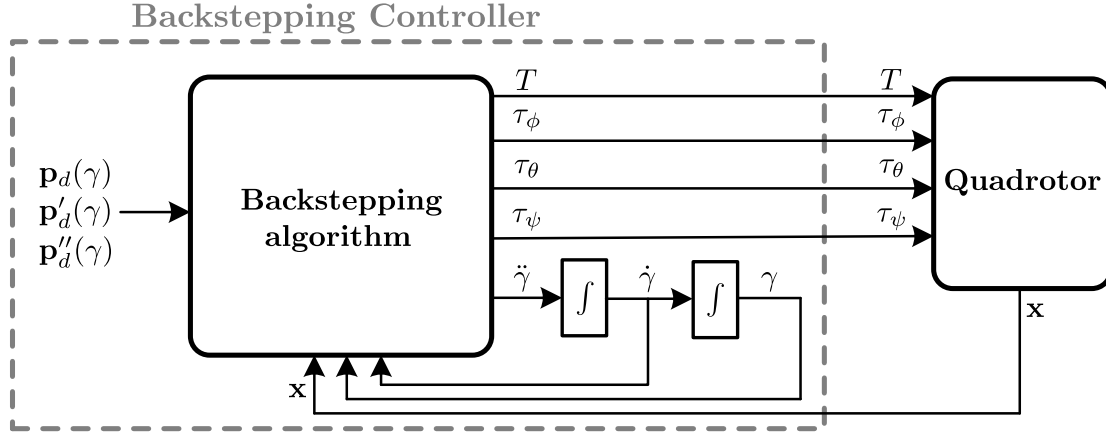 Backstepping Controller
T
T
τ_ϕ
τ_ϕ
p_d(γ)
p′_d(γ)
p″_d(γ)
Backstepping
algorithm
τ_θ
τ_θ
Quadrotor
τ_ψ
τ_ψ
γ̈
∫
γ̇
∫
γ
x
x